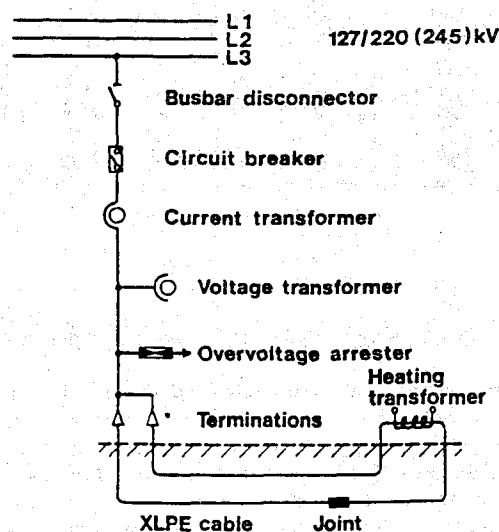 L1
L2
L3
127/220 (245) kV
Busbar disconnector
Circuit breaker
Current transformer
Voltage transformer
Overvoltage arrester
Heating
transformer
Terminations
XLPE cable
Joint